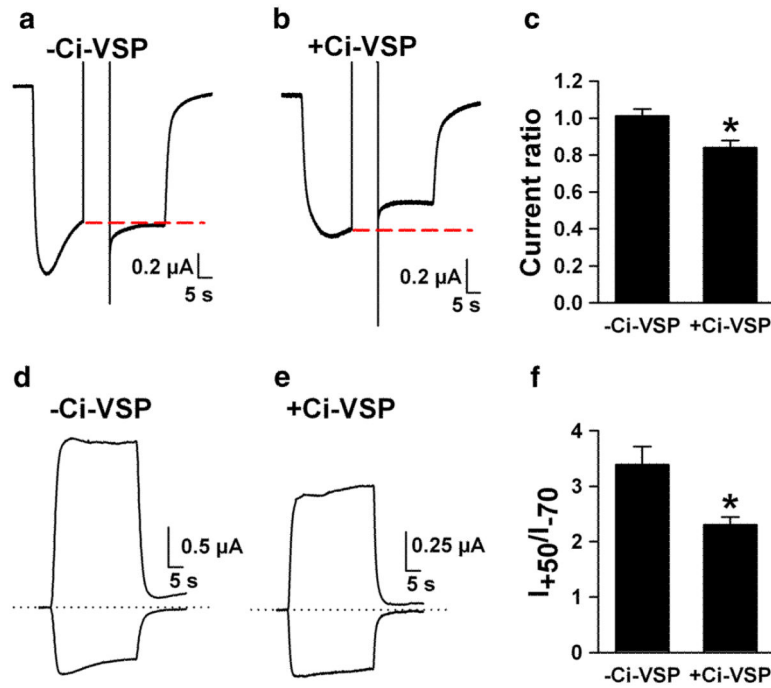 a
-Ci-VSP
0.2 µA
5 s
b
+Ci-VSP
0.2 µA
5 s
c
Current ratio
1.2
1.0
0.8
0.6
0.4
0.2
0.0
*
-Ci-VSP +Ci-VSP
d
-Ci-VSP
0.5 µA
5 s
e
+Ci-VSP
0.25 µA
5 s
f
I+50/I-70
4
3
2
1
0
*
-Ci-VSP +Ci-VSP